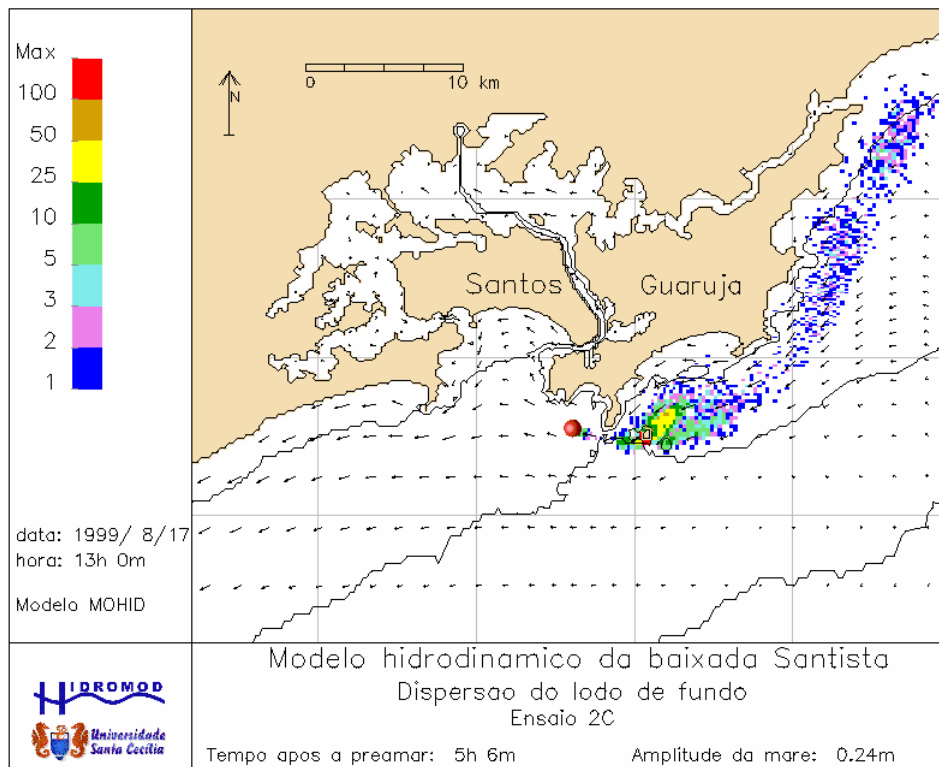 Max
100
50
25
10
5
3
2
1
N
0 10 km
Santos
Guaruja
data: 1999/ 8/17
hora: 13h 0m
Modelo MOHID
HIDROMOD
Universidade
Santa Cecília
Modelo hidrodinamico da baixada Santista
Dispersao do lodo de fundo
Ensaio 2C
Tempo apos a preamar: 5h 6m Amplitude da mare: 0.24m